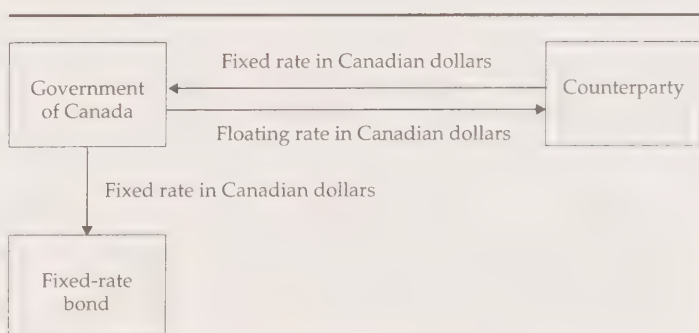 Fixed rate in Canadian dollars
Government
of Canada
Counterparty
Floating rate in Canadian dollars
Fixed rate in Canadian dollars
Fixed-rate
bond